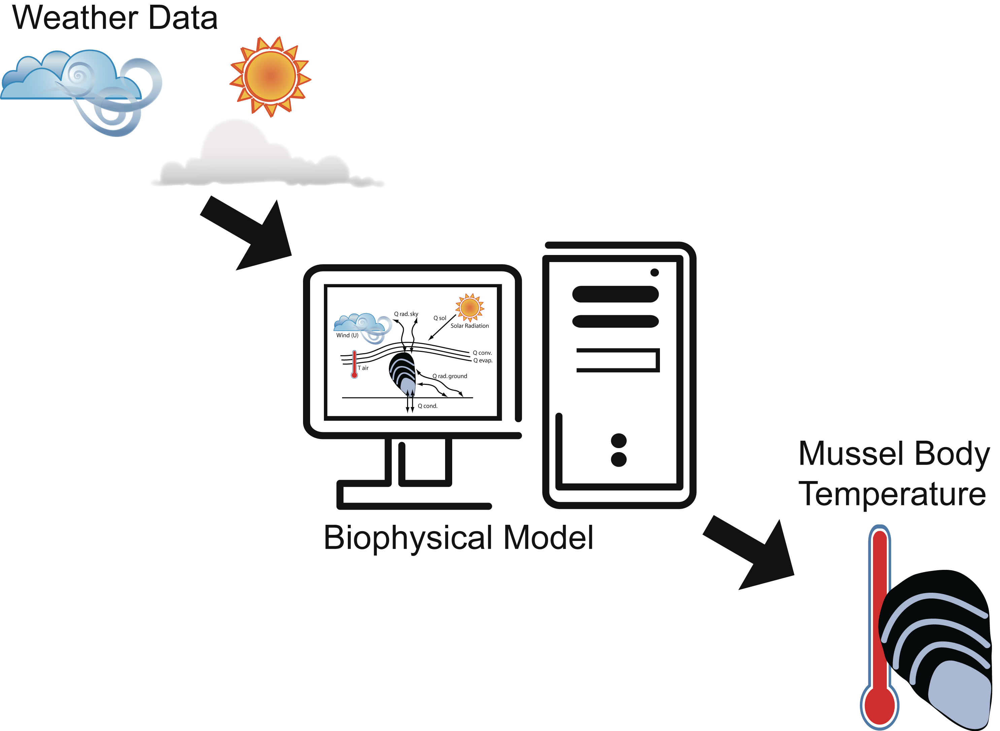 Weather Data
Q rad. sky
Q sol
Solar Radiation
Wind (U)
Q conv.
Q evap.
T air
Q rad. ground
Q cond.
Biophysical Model
Mussel Body
Temperature